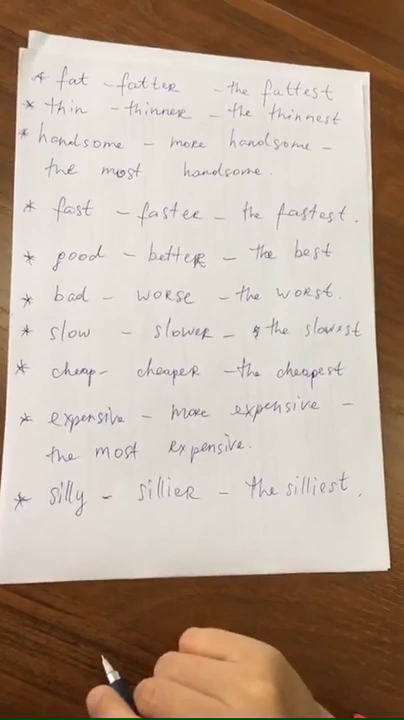 * fat - fatter - the fattest
* thin - thinner - the thinnest
* handsome - more handsome -
the most handsome.
* fast - faster - the fastest.
* good - better - the best
* bad - worse - the worst.
* slow - slower - the slowest
* cheap - cheaper - the cheapest
* expensive - more expensive -
the most expensive.
* silly - sillier - the silliest.